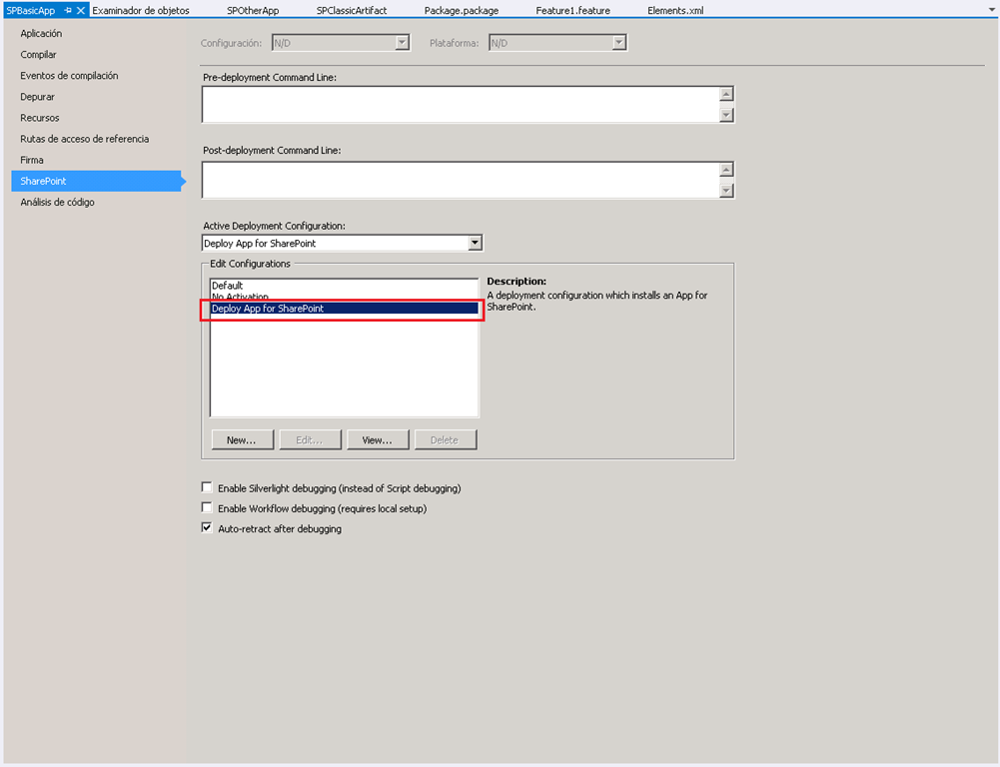 SPBasicApp
Examinador de objetos
SPOtherApp
SPClassicArtifact
Package.package
Feature1.feature
Elements.xml
Aplicación
Compilar
Eventos de compilación
Depurar
Recursos
Rutas de acceso de referencia
Firma
SharePoint
Análisis de código
Configuración: N/D Plataforma: N/D
Pre-deployment Command Line:
Post-deployment Command Line:
Active Deployment Configuration:
Deploy App for SharePoint
Edit Configurations
Default
No Activation
Deploy App for SharePoint
Description:
A deployment configuration which installs an App for
SharePoint.
New... Edit... View... Delete
Enable Silverlight debugging (instead of Script debugging)
Enable Workflow debugging (requires local setup)
Auto-retract after debugging